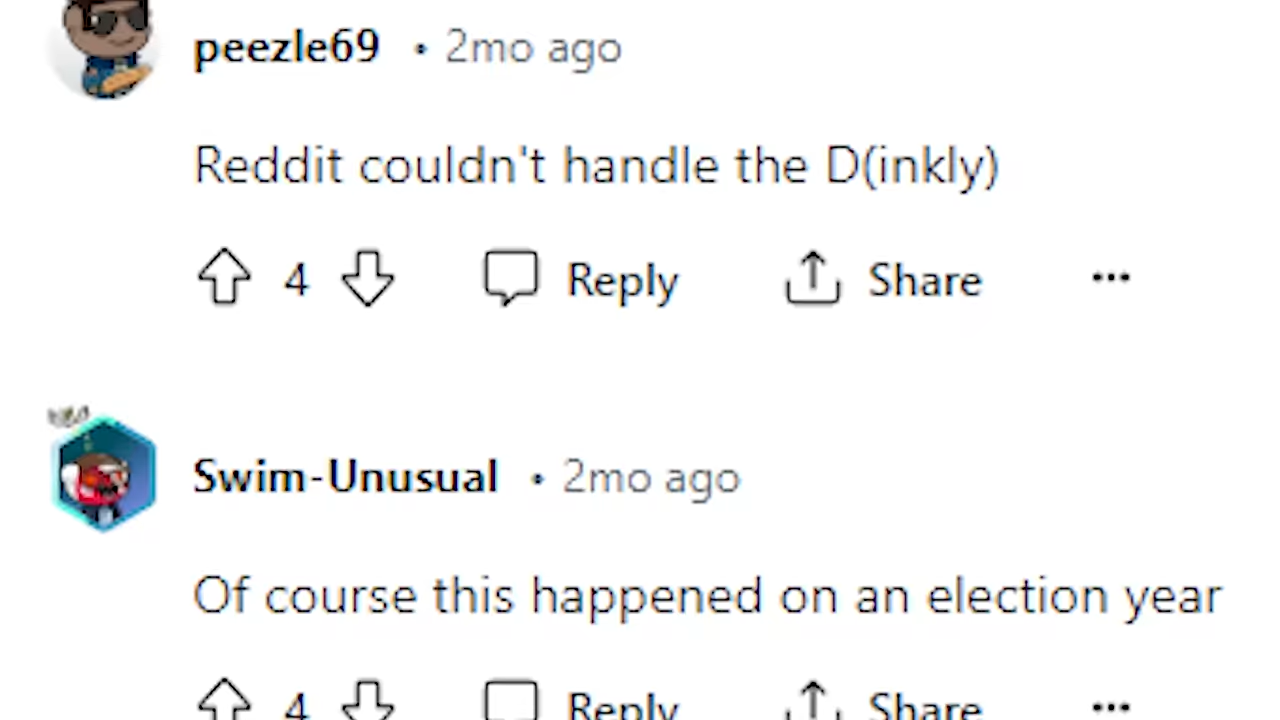 peezle69 • 2mo ago
Reddit couldn't handle the D(inkly)
4 Reply Share ...
Swim-Unusual • 2mo ago
Of course this happened on an election year
4 Reply Share ...